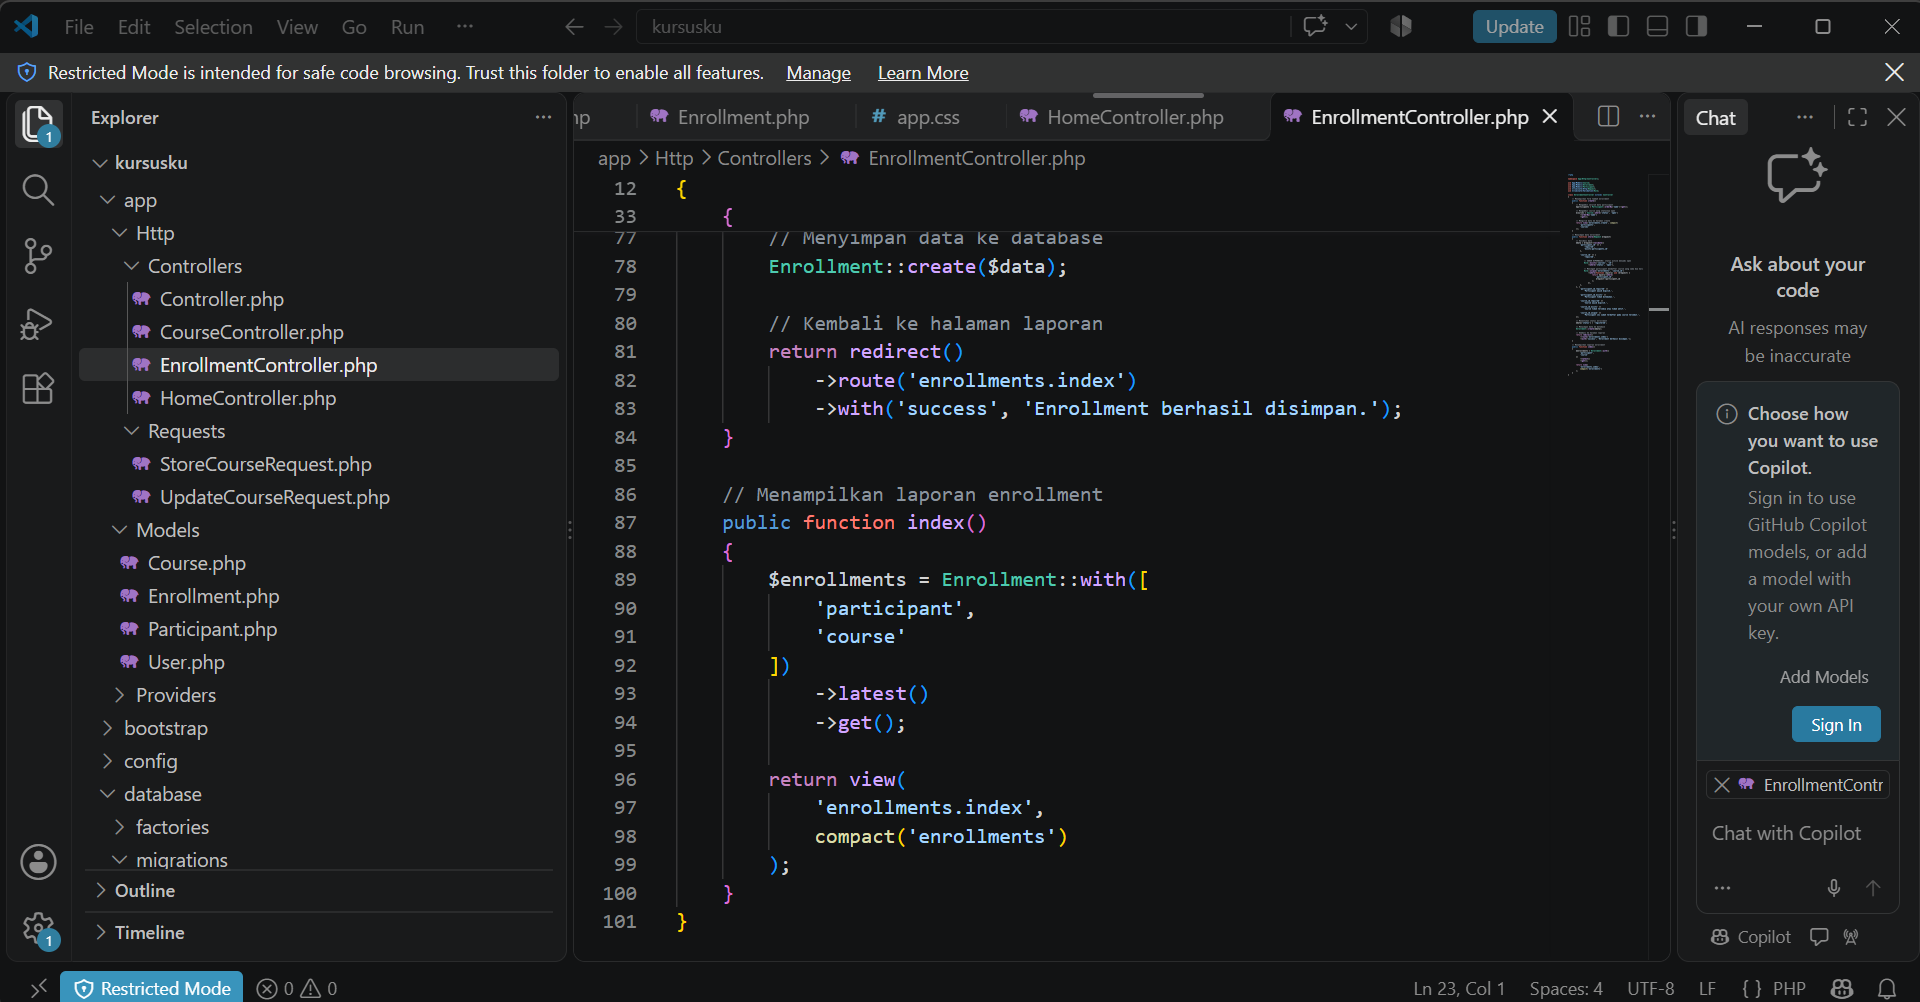 File Edit Selection View Go Run ··· kursusku Update
Restricted Mode is intended for safe code browsing. Trust this folder to enable all features. Manage Learn More
1
Explorer ···
kursusku
app
Http
Controllers
Controller.php
CourseController.php
EnrollmentController.php
HomeController.php
Requests
StoreCourseRequest.php
UpdateCourseRequest.php
Models
Course.php
Enrollment.php
Participant.php
User.php
Providers
bootstrap
config
database
factories
migrations
Outline
Timeline
1
np Enrollment.php # app.css HomeController.php EnrollmentController.php ···
app > Http > Controllers > EnrollmentController.php
12 {
33 {
77 // Menyimpan data ke database
78 Enrollment::create($data);
79
80 // Kembali ke halaman laporan
81 return redirect()
82 ->route('enrollments.index')
83 ->with('success', 'Enrollment berhasil disimpan.');
84 }
85
86 // Menampilkan laporan enrollment
87 public function index()
88 {
89 $enrollments = Enrollment::with([
90 'participant',
91 'course'
92 ])
93 ->latest()
94 ->get();
95
96 return view(
97 'enrollments.index',
98 compact('enrollments')
99 );
100 }
101 }
Chat ···
Ask about your
code
AI responses may
be inaccurate
Choose how
you want to use
Copilot.
Sign in to use
GitHub Copilot
models, or add
a model with
your own API
key.
Add Models
Sign In
EnrollmentContr
Chat with Copilot
···
Copilot
Restricted Mode 0 0 Ln 23, Col 1 Spaces: 4 UTF-8 LF { } PHP